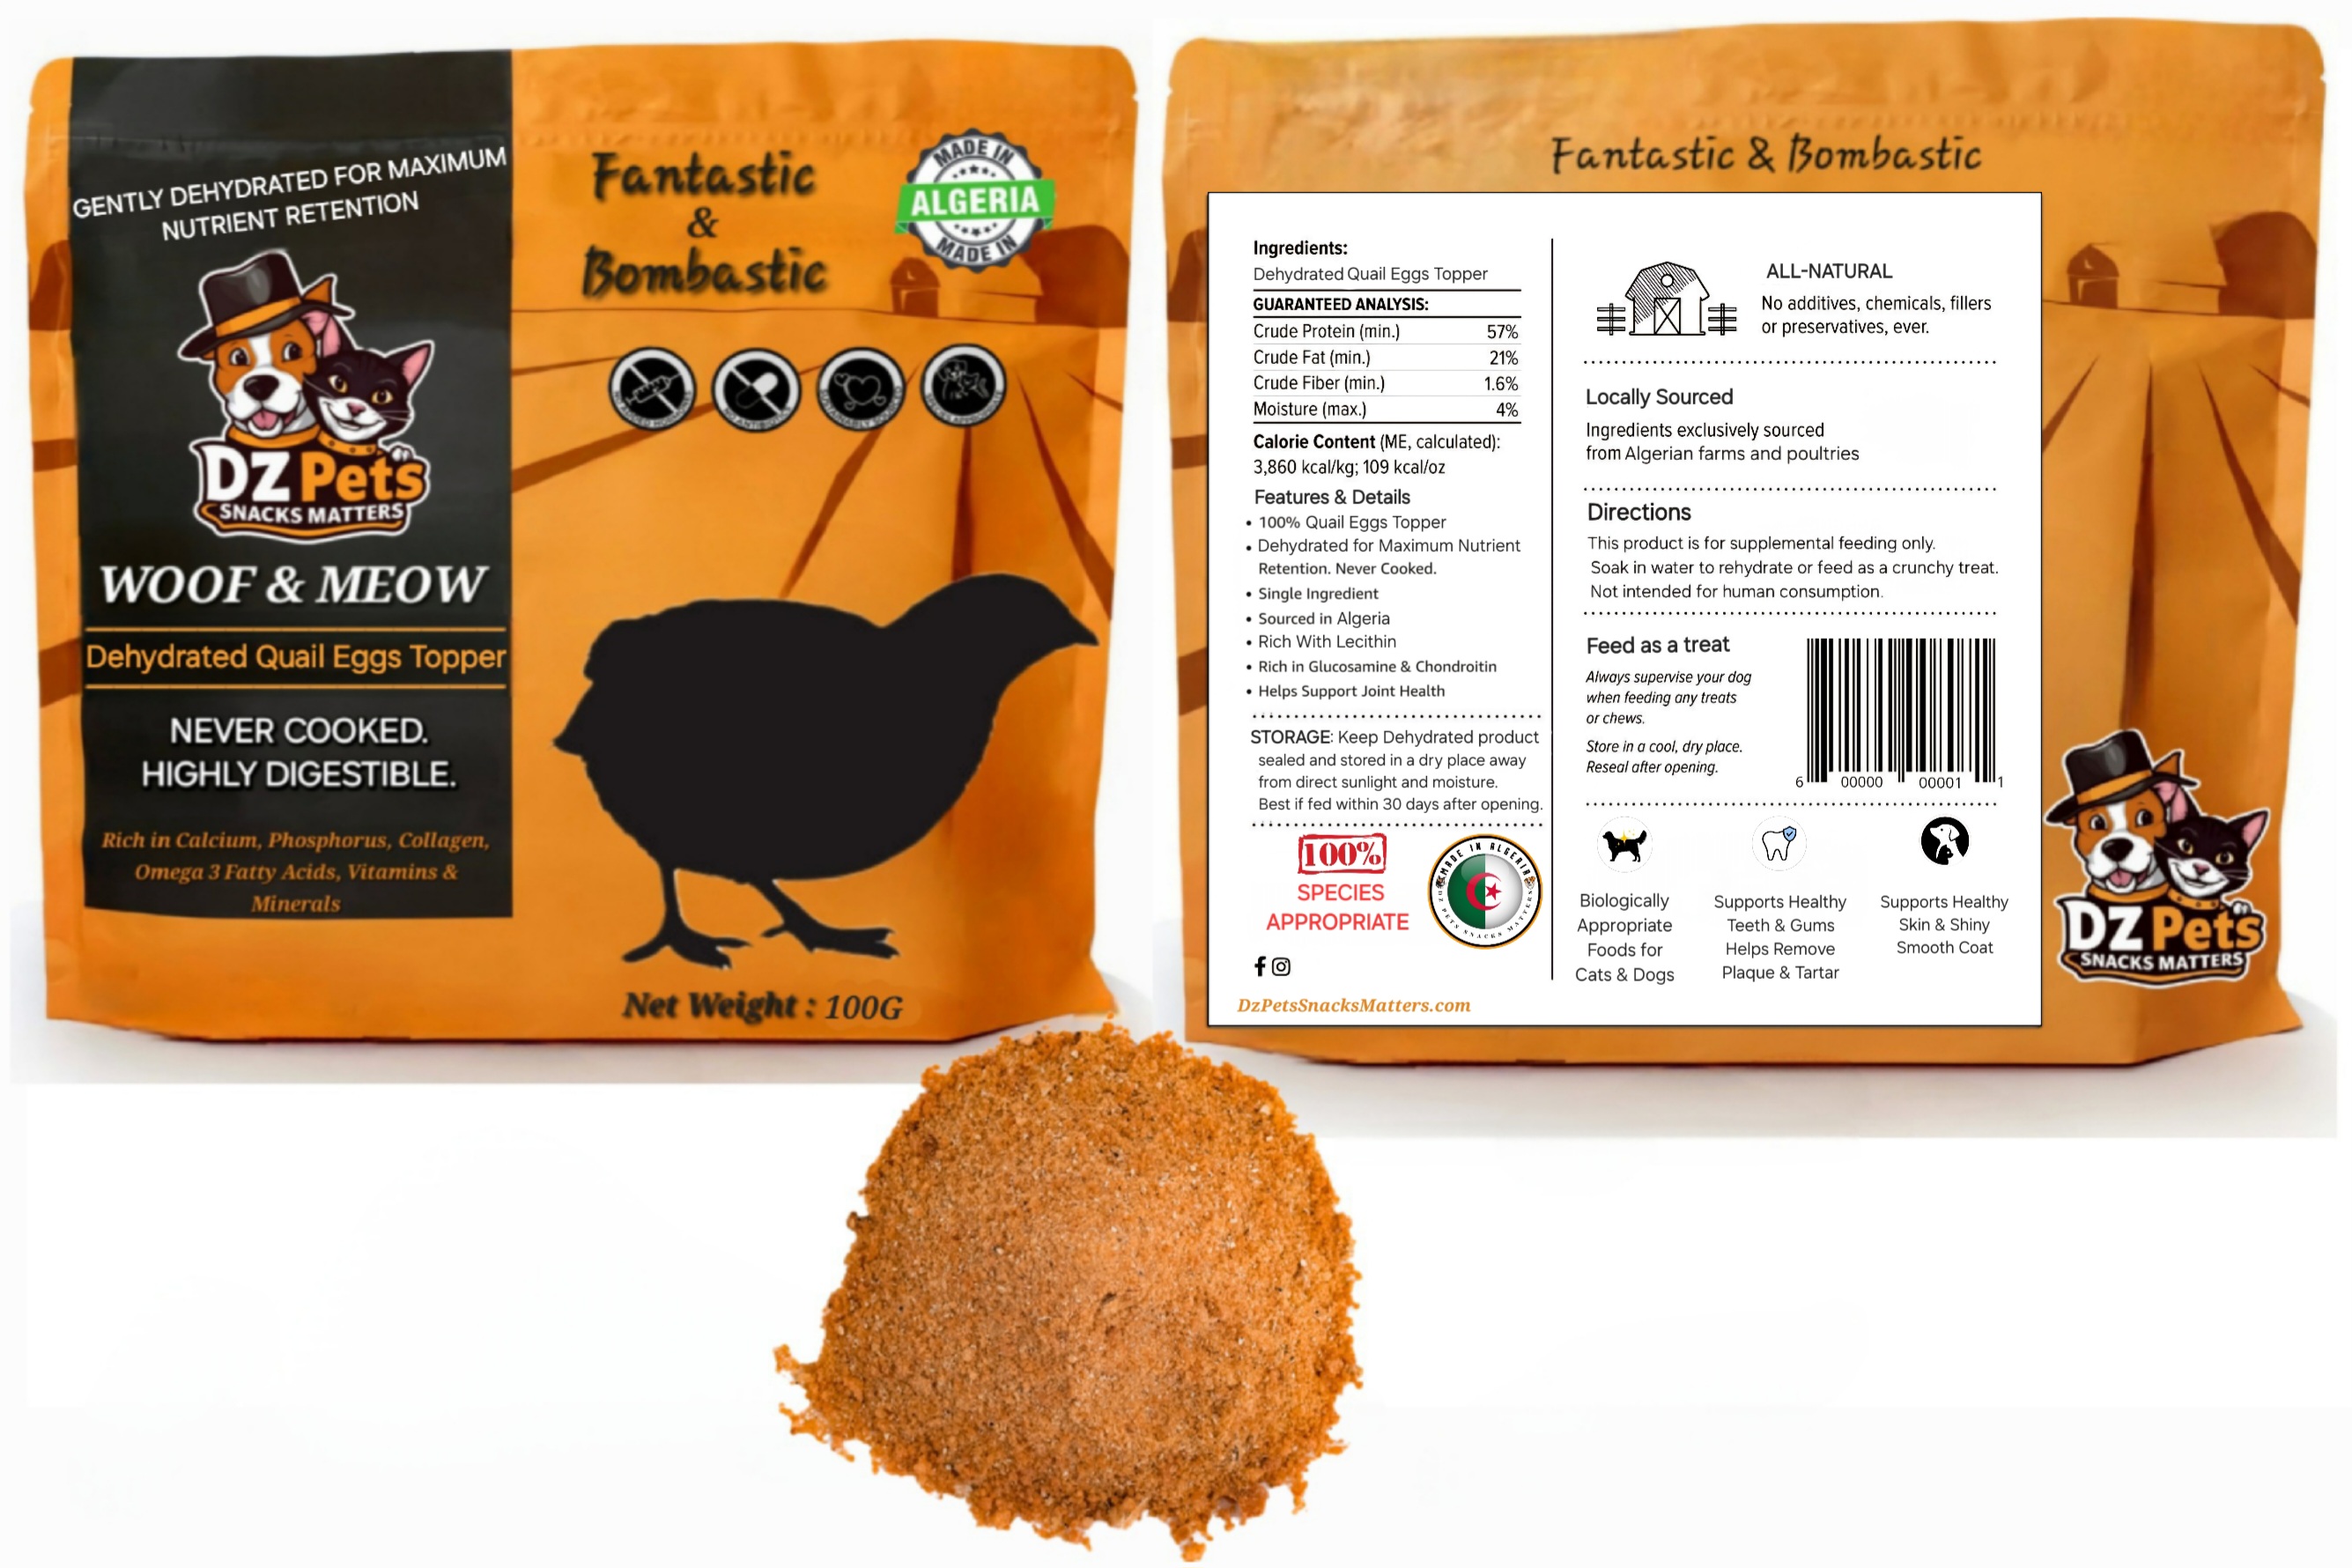 GENTLY DEHYDRATED FOR MAXIMUM
NUTRIENT RETENTION
DZ Pets
SNACKS MATTERS
WOOF & MEOW
Dehydrated Quail Eggs Topper
NEVER COOKED.
HIGHLY DIGESTIBLE.
Rich in Calcium, Phosphorus, Collagen,
Omega 3 Fatty Acids, Vitamins &
Minerals
Fantastic
&
Bombastic
MADE IN
ALGERIA
MADE IN
Net Weight : 100G
Fantastic & Bombastic
Ingredients:
Dehydrated Quail Eggs Topper
GUARANTEED ANALYSIS:
Crude Protein (min.) 57%
Crude Fat (min.) 21%
Crude Fiber (min.) 1.6%
Moisture (max.) 4%
Calorie Content (ME, calculated):
3,860 kcal/kg; 109 kcal/oz
Features & Details
• 100% Quail Eggs Topper
• Dehydrated for Maximum Nutrient
Retention. Never Cooked.
• Single Ingredient
• Sourced in Algeria
• Rich With Lecithin
• Rich in Glucosamine & Chondroitin
• Helps Support Joint Health
STORAGE: Keep Dehydrated product
sealed and stored in a dry place away
from direct sunlight and moisture.
Best if fed within 30 days after opening.
100%
SPECIES
APPROPRIATE
MADE IN ALGERIA
DZ PETS SNACKS MATTERS
DzPetsSnacksMatters.com
ALL-NATURAL
No additives, chemicals, fillers
or preservatives, ever.
Locally Sourced
Ingredients exclusively sourced
from Algerian farms and poultries
Directions
This product is for supplemental feeding only.
Soak in water to rehydrate or feed as a crunchy treat.
Not intended for human consumption.
Feed as a treat
Always supervise your dog
when feeding any treats
or chews.
Store in a cool, dry place.
Reseal after opening.
6 00000 00001 1
Biologically
Appropriate
Foods for
Cats & Dogs
Supports Healthy
Teeth & Gums
Helps Remove
Plaque & Tartar
Supports Healthy
Skin & Shiny
Smooth Coat
DZ Pets
SNACKS MATTERS